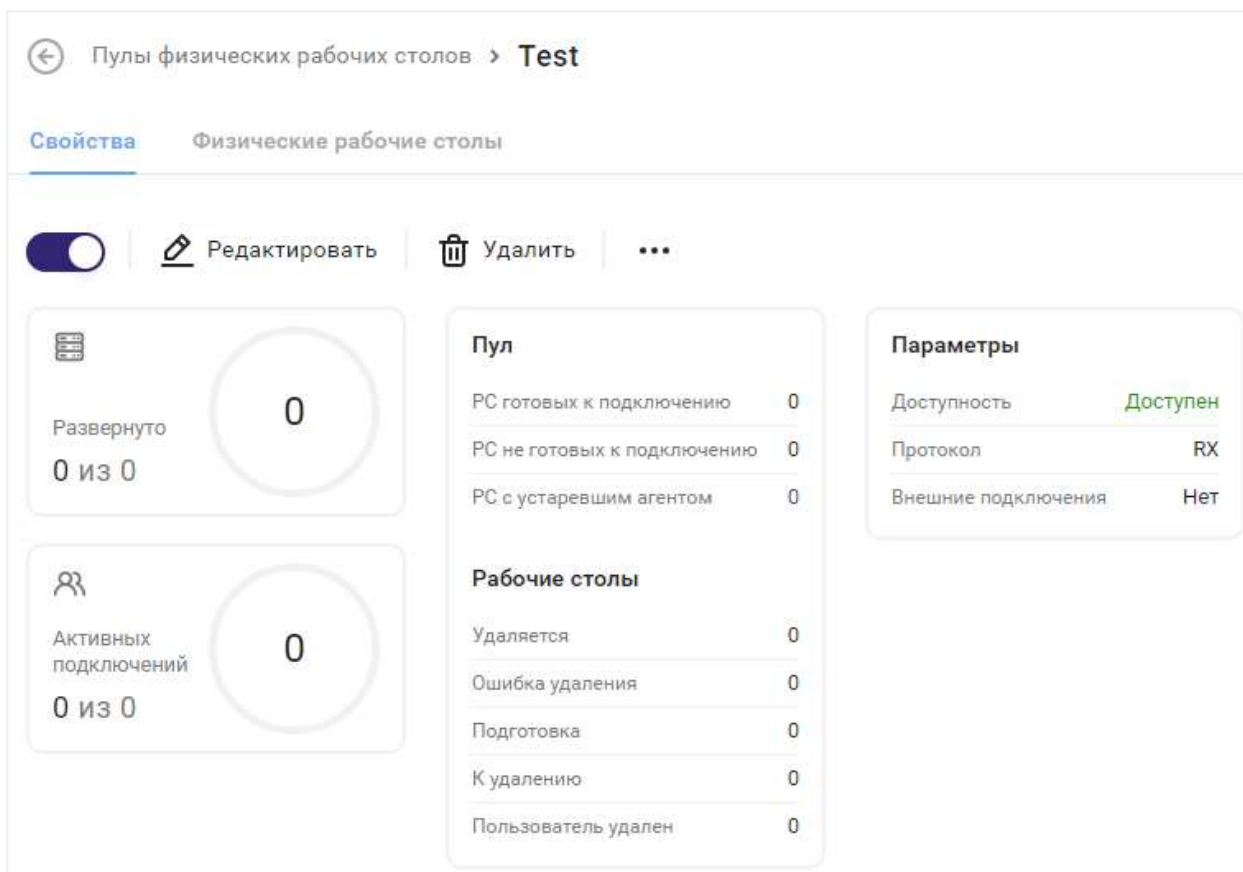 Пулы физических рабочих столов › Test
Свойства Физические рабочие столы
Редактировать Удалить •••
Развернуто
0 из 0
0
Активных
подключений
0 из 0
0
Пул
РС готовых к подключению 0
РС не готовых к подключению 0
РС с устаревшим агентом 0
Рабочие столы
Удаляется 0
Ошибка удаления 0
Подготовка 0
К удалению 0
Пользователь удален 0
Параметры
Доступность Доступен
Протокол RX
Внешние подключения Нет